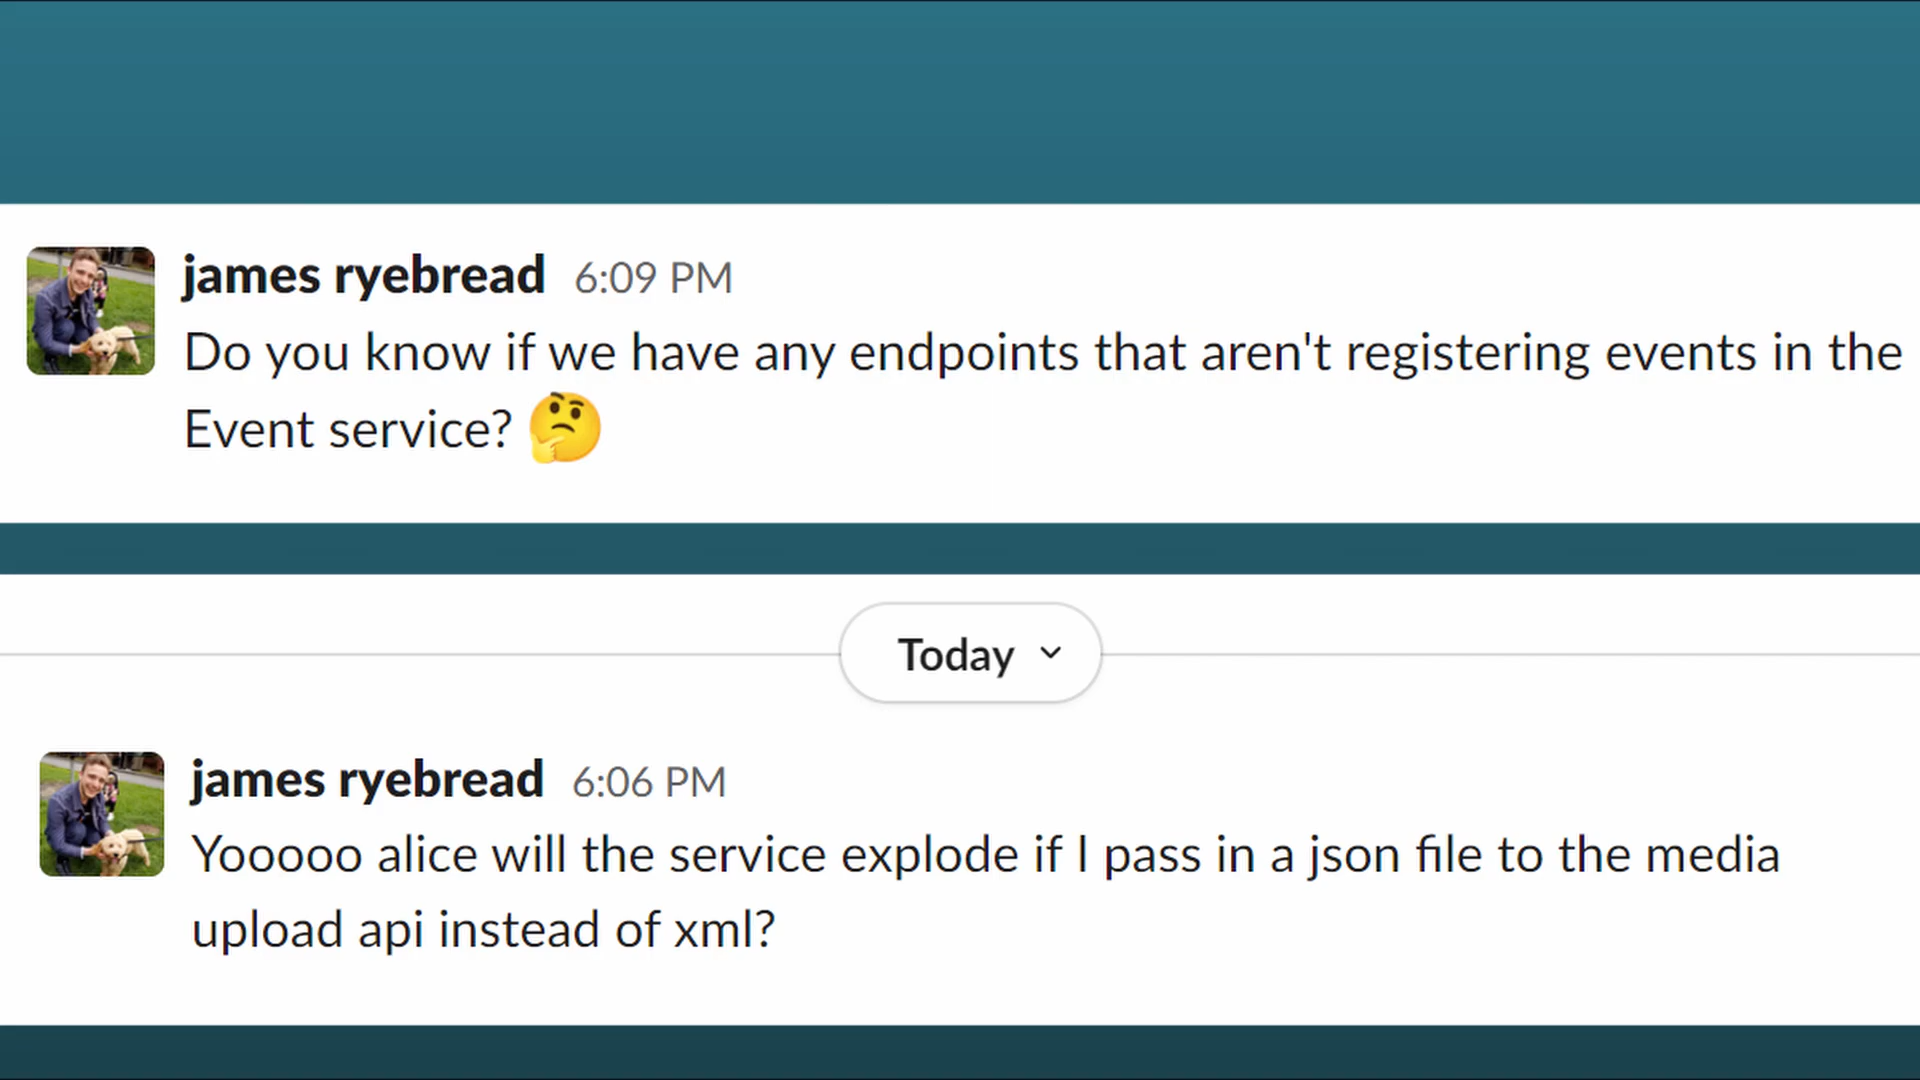 james ryebread 6:09 PM
Do you know if we have any endpoints that aren't registering events in the
Event service? 🤔
Today
james ryebread 6:06 PM
Yooooo alice will the service explode if I pass in a json file to the media
upload api instead of xml?